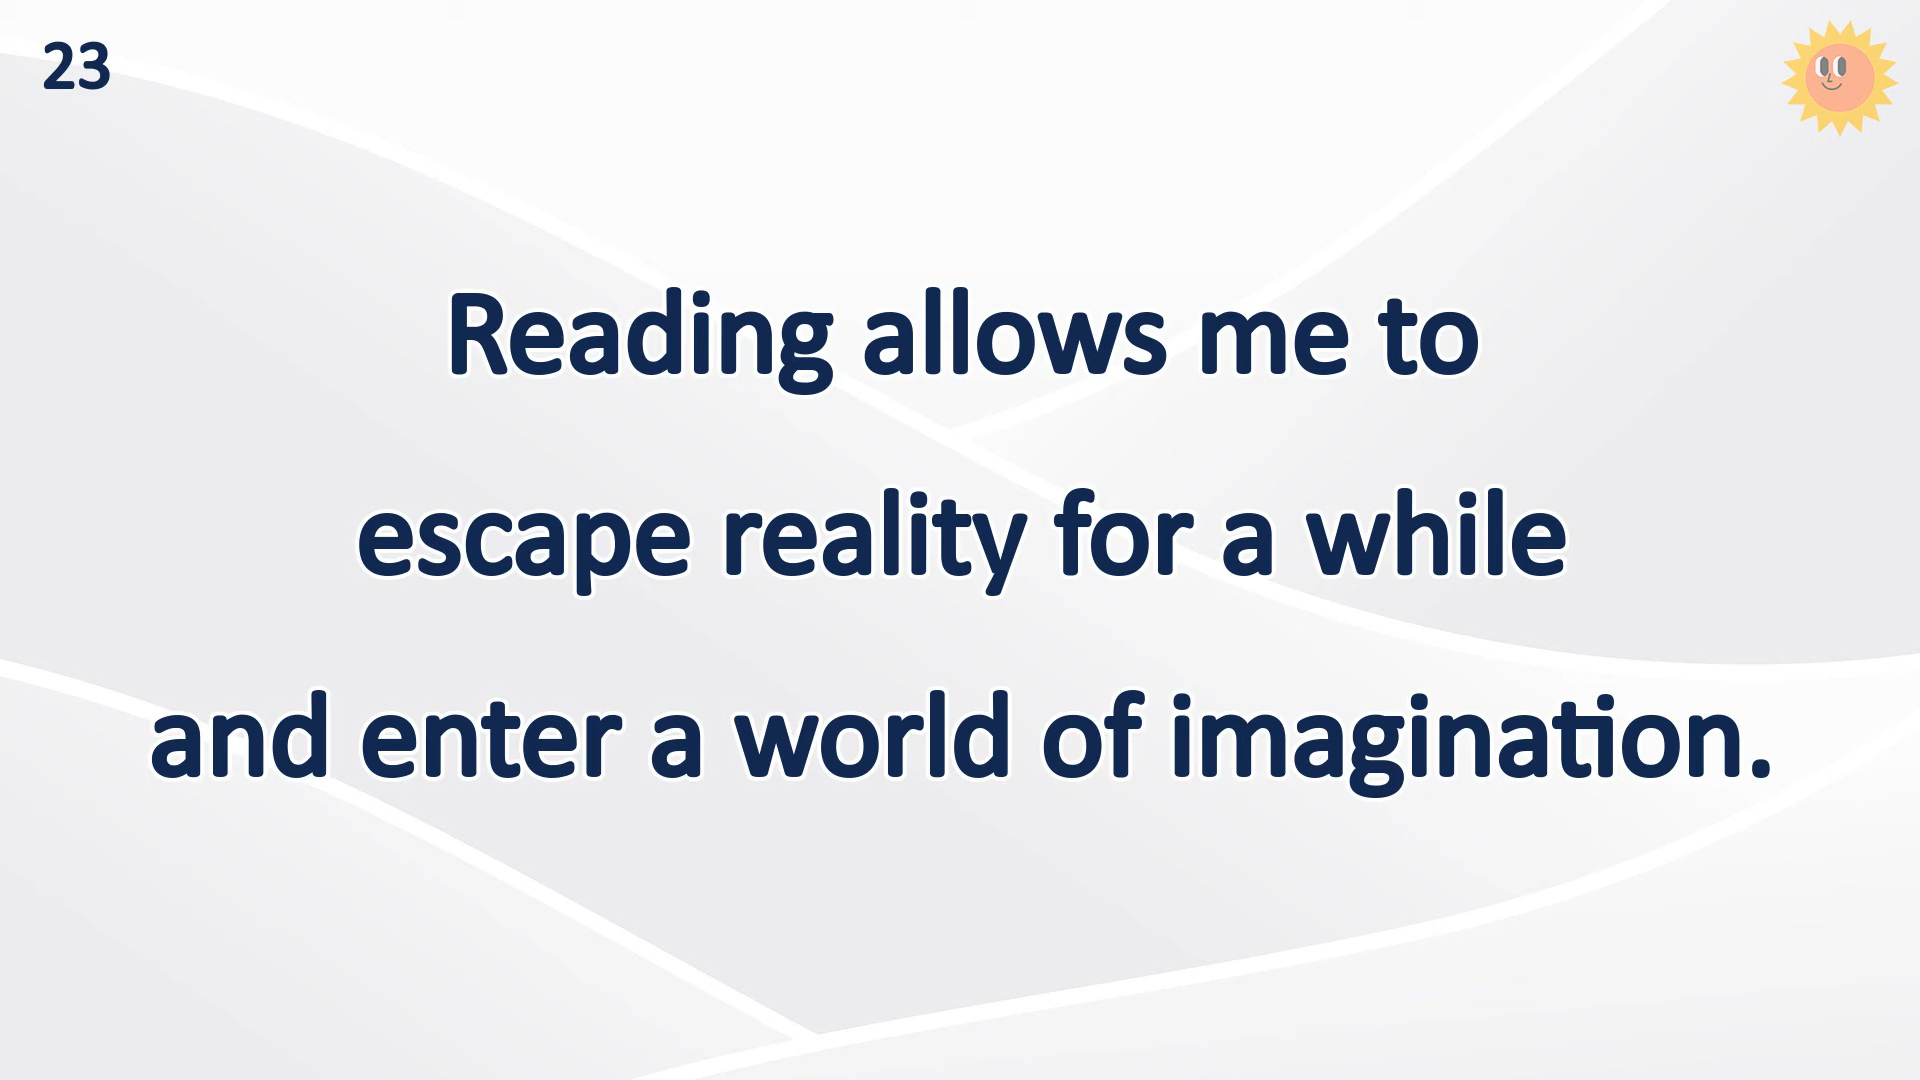 23
Reading allows me to
escape reality for a while
and enter a world of imagination.